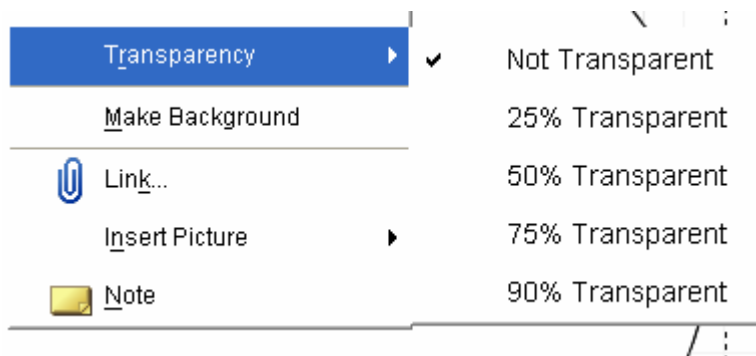 Transparency
Make Background
Link...
Insert Picture
Note
Not Transparent
25% Transparent
50% Transparent
75% Transparent
90% Transparent